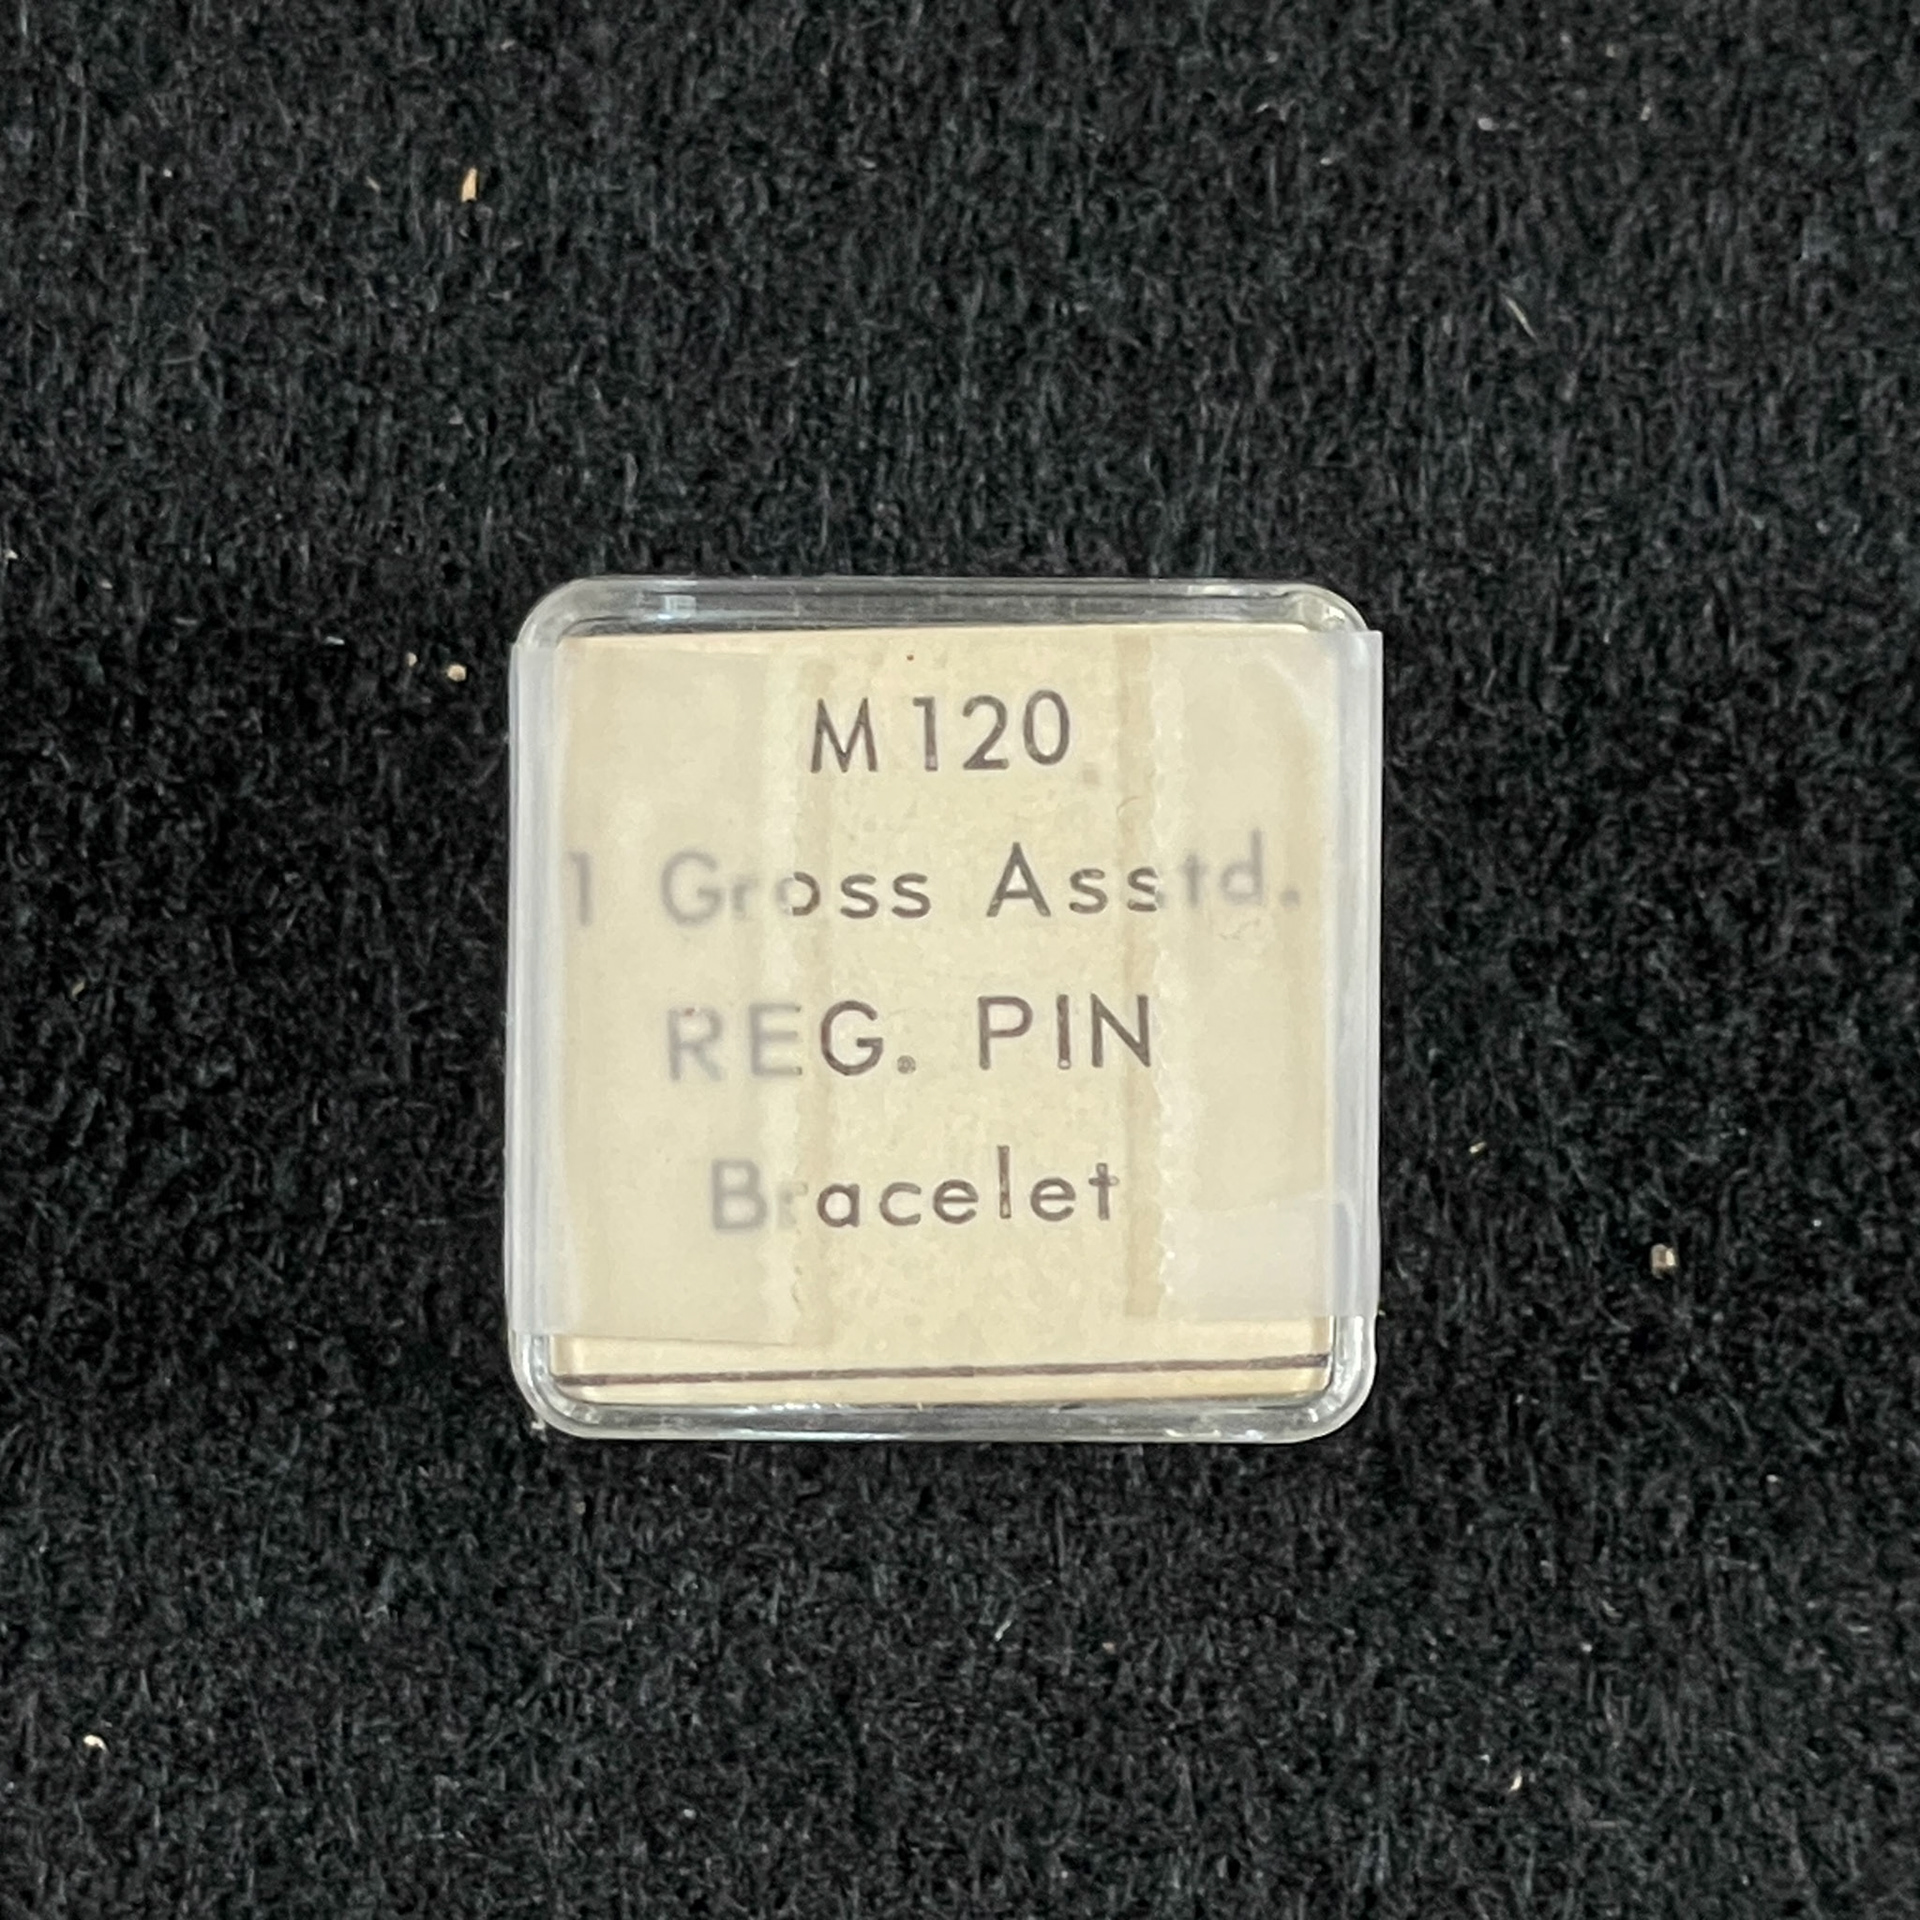 M 120
1 Gross Asstd.
REG. PIN
Bracelet